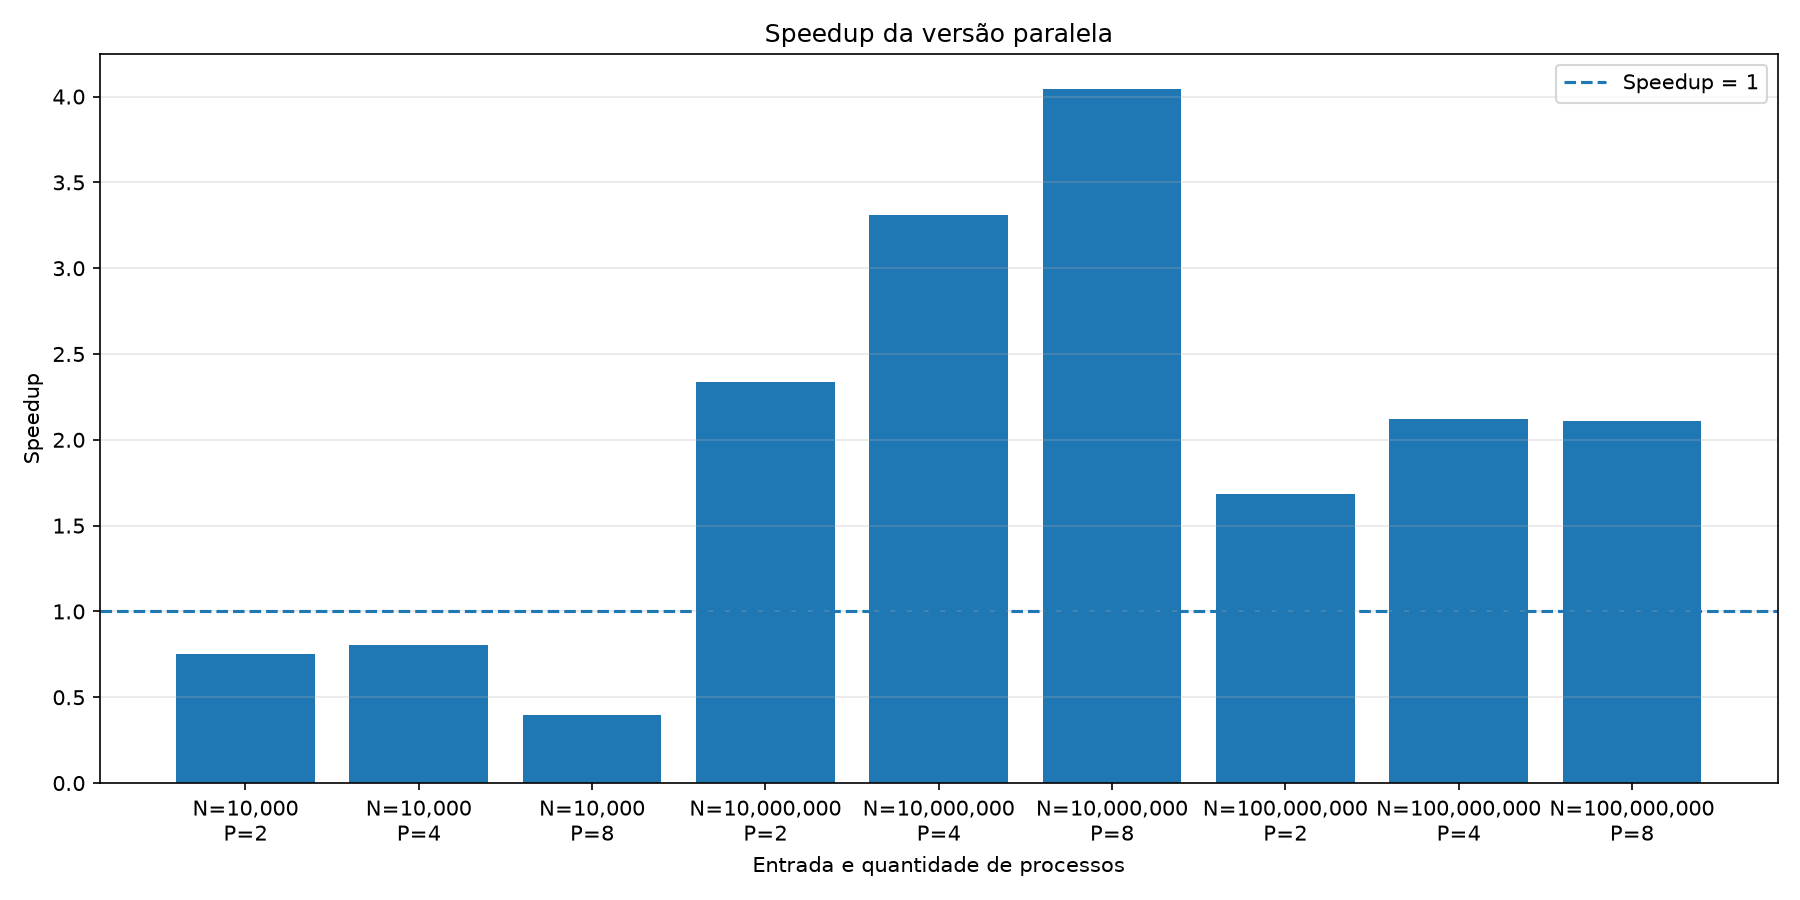 Speedup da versão paralela
Speedup = 1
4.0
3.5
3.0
2.5
2.0
1.5
1.0
0.5
0.0
Speedup
N=10,000
P=2
N=10,000
P=4
N=10,000
P=8
N=10,000,000
P=2
N=10,000,000
P=4
N=10,000,000
P=8
N=100,000,000
P=2
N=100,000,000
P=4
N=100,000,000
P=8
Entrada e quantidade de processos